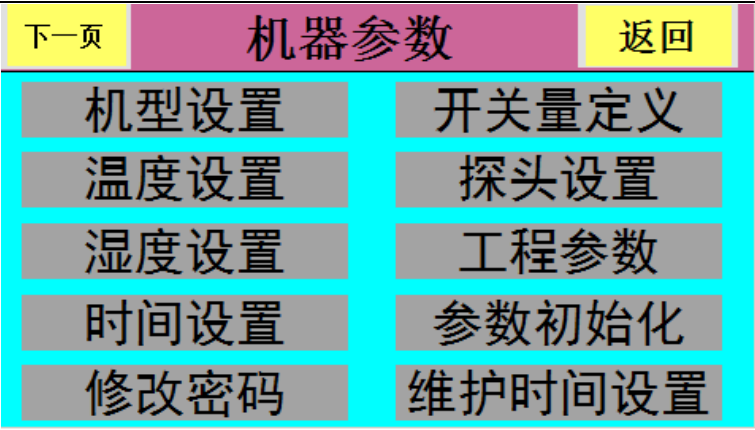 下一页 机器参数 返回
机型设置 开关量定义
温度设置 探头设置
湿度设置 工程参数
时间设置 参数初始化
修改密码 维护时间设置